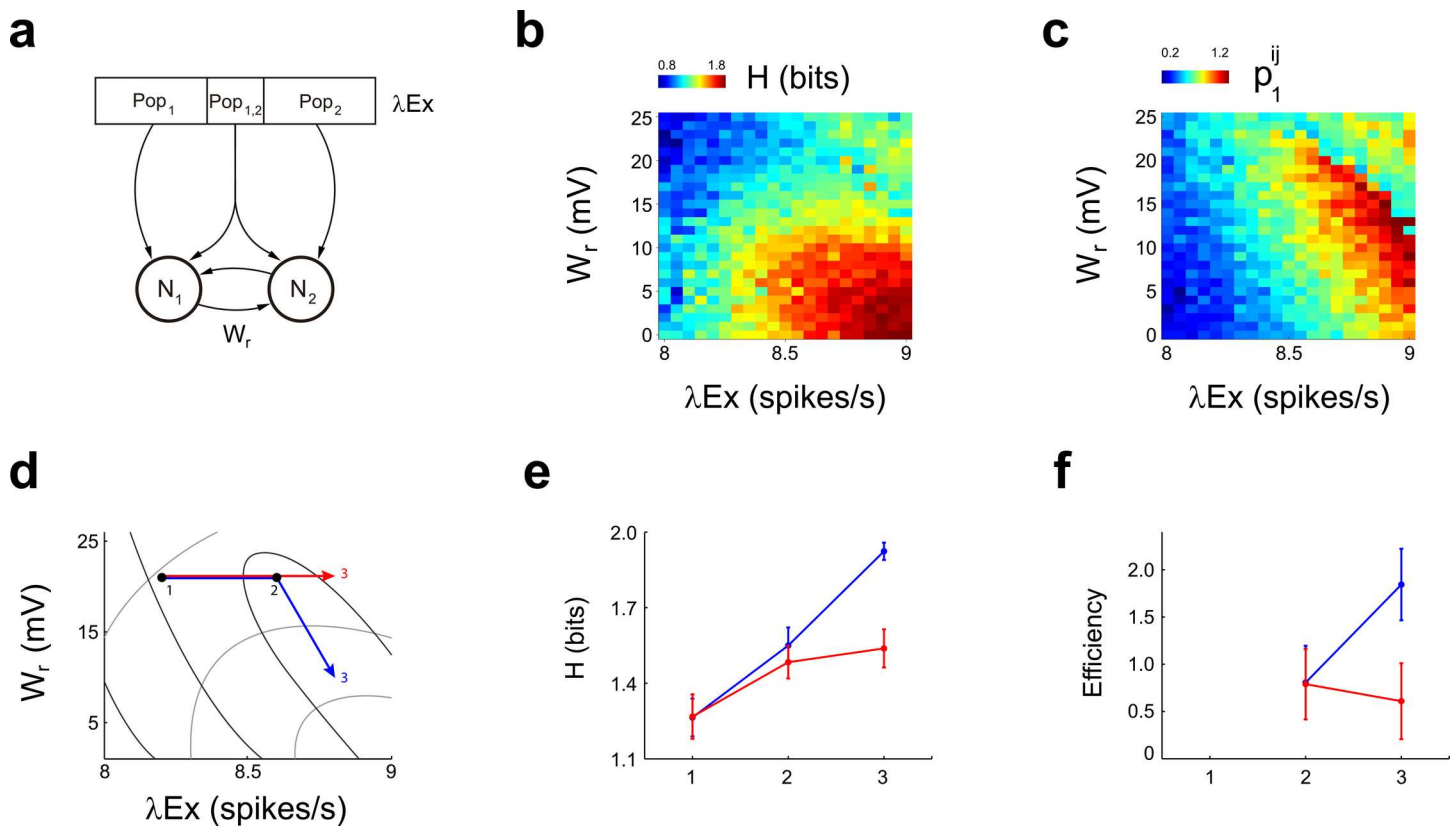 a
Pop1 Pop1,2 Pop2 λEx
N1 N2
Wr
b
0.8 1.8
H (bits)
25
20
15
10
5
0
Wr (mV)
8 8.5 9
λEx (spikes/s)
c
0.2 1.2
p1ij
25
20
15
10
5
0
Wr (mV)
8 8.5 9
λEx (spikes/s)
d
25
15
5
Wr (mV)
1 2 3
3
8 8.5 9
λEx (spikes/s)
e
2.0
1.7
1.4
1.1
H (bits)
1 2 3
f
2.0
1.5
1.0
0.5
0
Efficiency
1 2 3